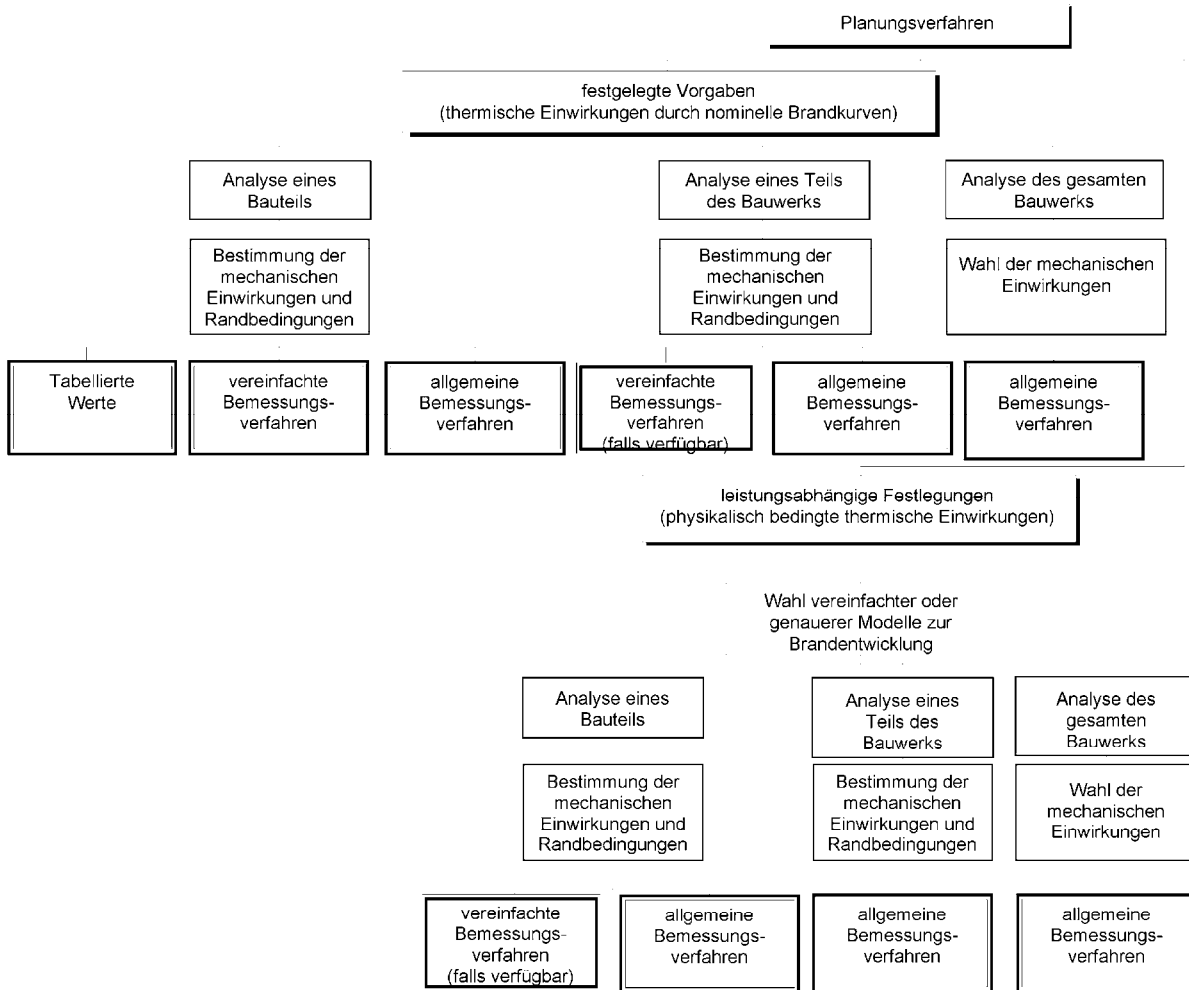 Planungsverfahren
festgelegte Vorgaben
(thermische Einwirkungen durch nominelle Brandkurven)
Analyse eines
Bauteils
Analyse eines Teils
des Bauwerks
Analyse des gesamten
Bauwerks
Bestimmung der
mechanischen
Einwirkungen und
Randbedingungen
Bestimmung der
mechanischen
Einwirkungen und
Randbedingungen
Wahl der mechanischen
Einwirkungen
Tabellierte
Werte
vereinfachte
Bemessungs-
verfahren
allgemeine
Bemessungs-
verfahren
vereinfachte
Bemessungs-
verfahren
(falls verfügbar)
allgemeine
Bemessungs-
verfahren
allgemeine
Bemessungs-
verfahren
leistungsabhängige Festlegungen
(physikalisch bedingte thermische Einwirkungen)
Wahl vereinfachter oder
genauerer Modelle zur
Brandentwicklung
Analyse eines
Bauteils
Analyse eines
Teils des
Bauwerks
Analyse des
gesamten
Bauwerks
Bestimmung der
mechanischen
Einwirkungen und
Randbedingungen
Bestimmung der
mechanischen
Einwirkungen und
Randbedingungen
Wahl der
mechanischen
Einwirkungen
vereinfachte
Bemessungs-
verfahren
(falls verfügbar)
allgemeine
Bemessungs-
verfahren
allgemeine
Bemessungs-
verfahren
allgemeine
Bemessungs-
verfahren